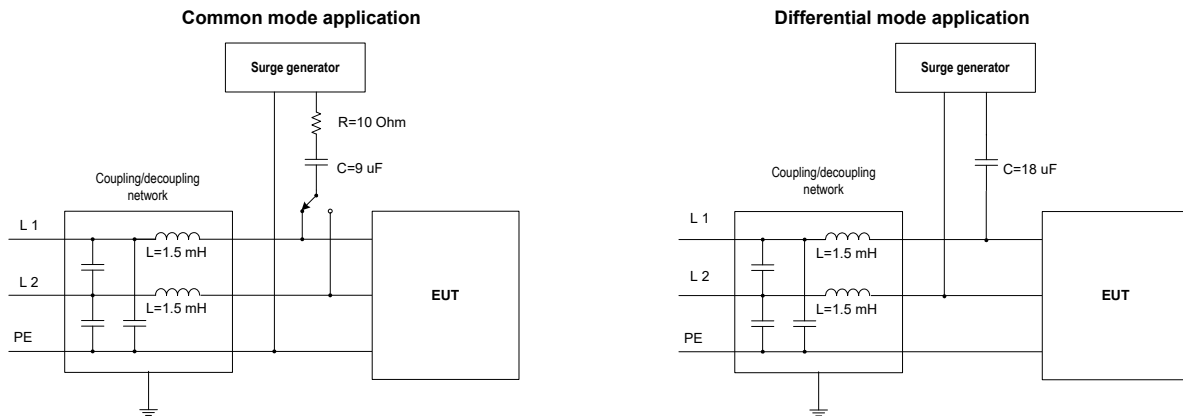 Common mode application
Surge generator
R=10 Ohm
C=9 uF
Coupling/decoupling
network
L 1
L=1.5 mH
L 2
L=1.5 mH
EUT
PE
Differential mode application
Surge generator
C=18 uF
Coupling/decoupling
network
L 1
L=1.5 mH
L 2
L=1.5 mH
EUT
PE